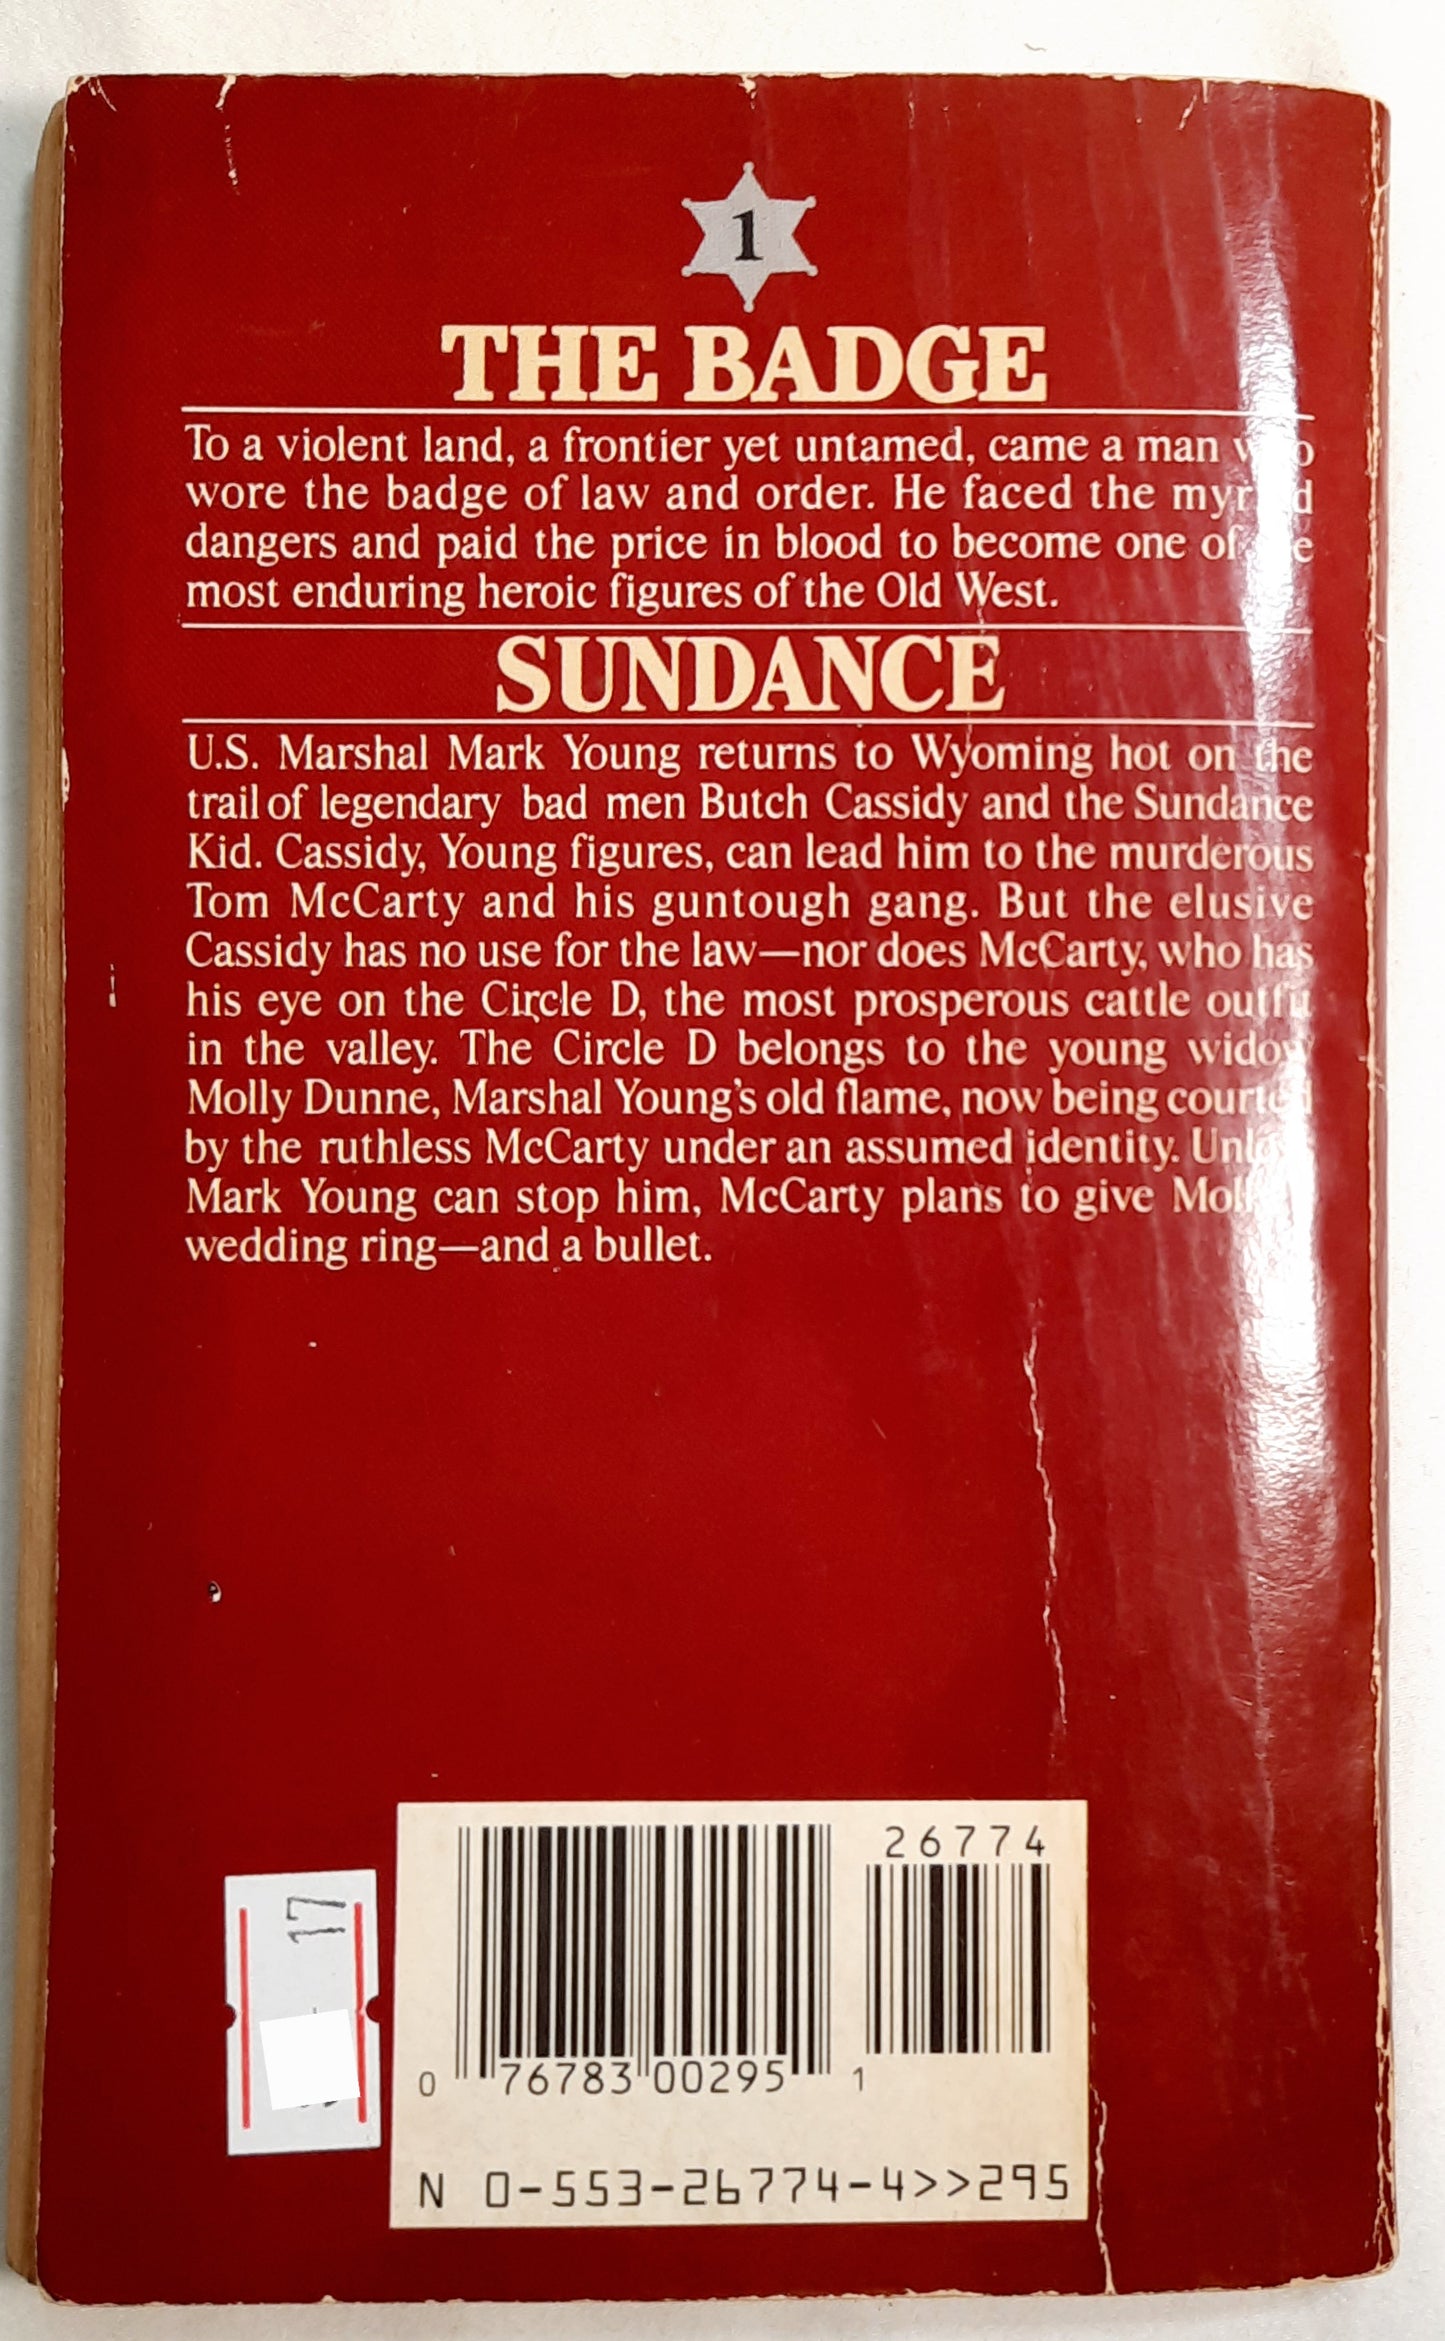 1
THE BADGE
To a violent land, a frontier yet untamed, came a man
wore the badge of law and order. He faced the
dangers and paid the price in blood to become one of
most enduring heroic figures of the Old West.
SUNDANCE
U.S. Marshal Mark Young returns to Wyoming hot on the
trail of legendary bad men Butch Cassidy and the Sundance
Kid. Cassidy, Young figures, can lead him to the murderous
Tom McCarty and his guntough gang. But the elusive
Cassidy has no use for the law—nor does McCarty, who has
his eye on the Circle D, the most prosperous cattle outfit
in the valley. The Circle D belongs to the young widow
Molly Dunne, Marshal Young's old flame, now being courted
by the ruthless McCarty under an assumed identity.
Mark Young can stop him, McCarty plans to give
wedding ring—and a bullet.
17
26774
0 76783 00295 1
N 0-553-26774-4>>295